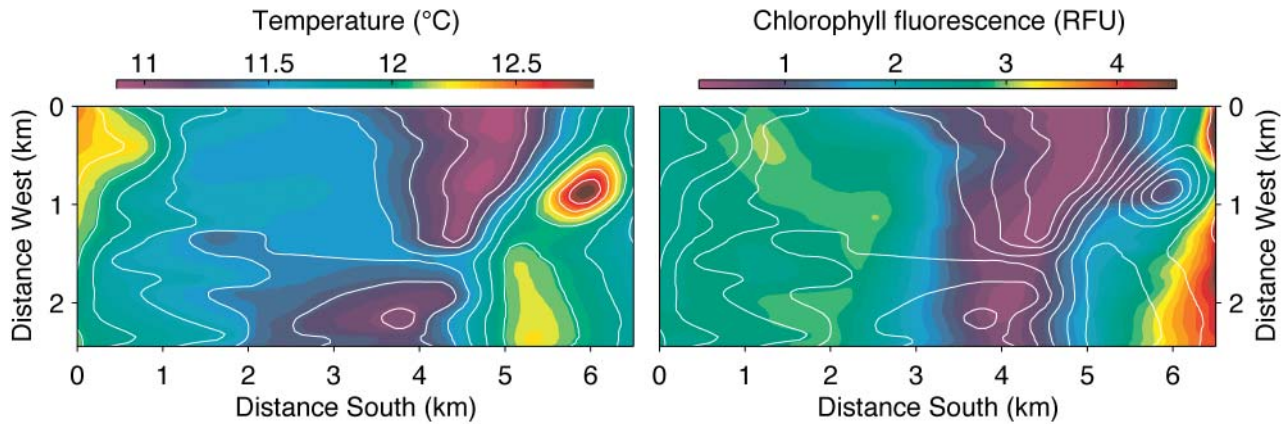 Temperature (°C)
11 11.5 12 12.5
0
1
2
Distance West (km)
0 1 2 3 4 5 6
Distance South (km)
Chlorophyll fluorescence (RFU)
1 2 3 4
0
1
2
Distance West (km)
0 1 2 3 4 5 6
Distance South (km)